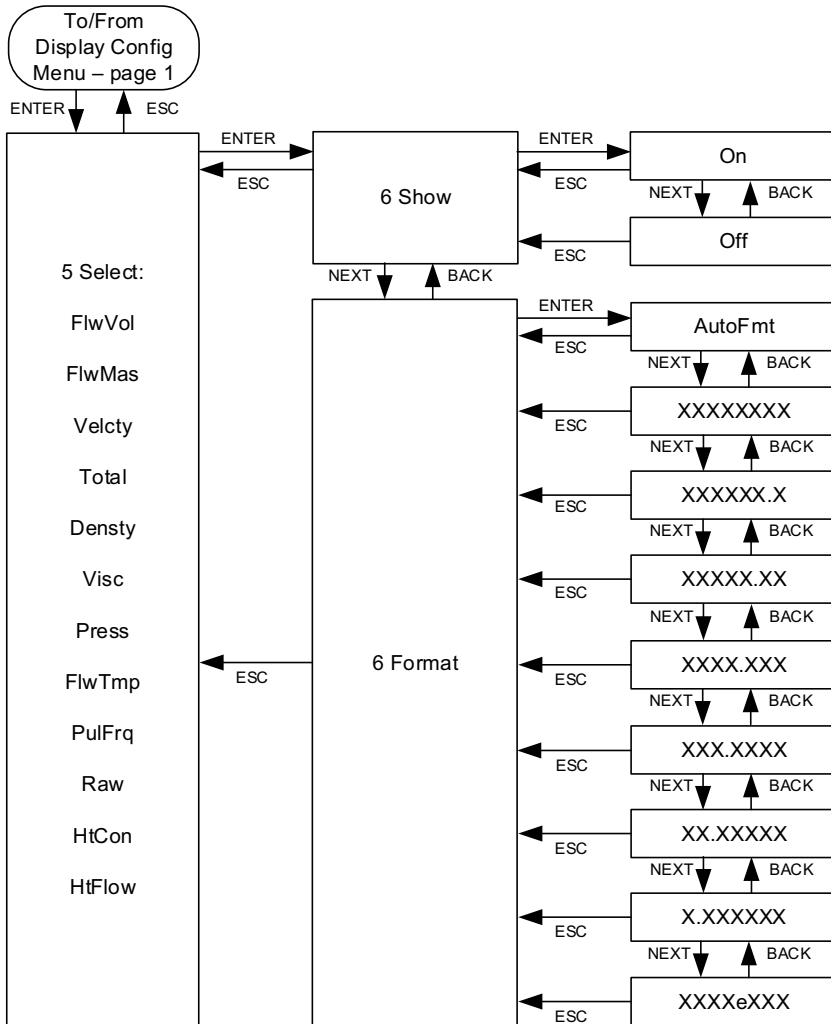 To/From
Display Config
Menu – page 1
ENTER
ESC
5 Select:
FlwVol
FlwMas
Velcty
Total
Densty
Visc
Press
FlwTmp
PulFrq
Raw
HtCon
HtFlow
ENTER
ESC
6 Show
ENTER
ESC
On
NEXT
BACK
ESC
Off
NEXT
BACK
ESC
6 Format
ENTER
ESC
AutoFmt
NEXT
BACK
ESC
XXXXXXXX
NEXT
BACK
ESC
XXXXXX.X
NEXT
BACK
ESC
XXXXX.XX
NEXT
BACK
ESC
XXXX.XXX
NEXT
BACK
ESC
XXX.XXXX
NEXT
BACK
ESC
XX.XXXXX
NEXT
BACK
ESC
X.XXXXXX
NEXT
BACK
ESC
XXXXeXXX